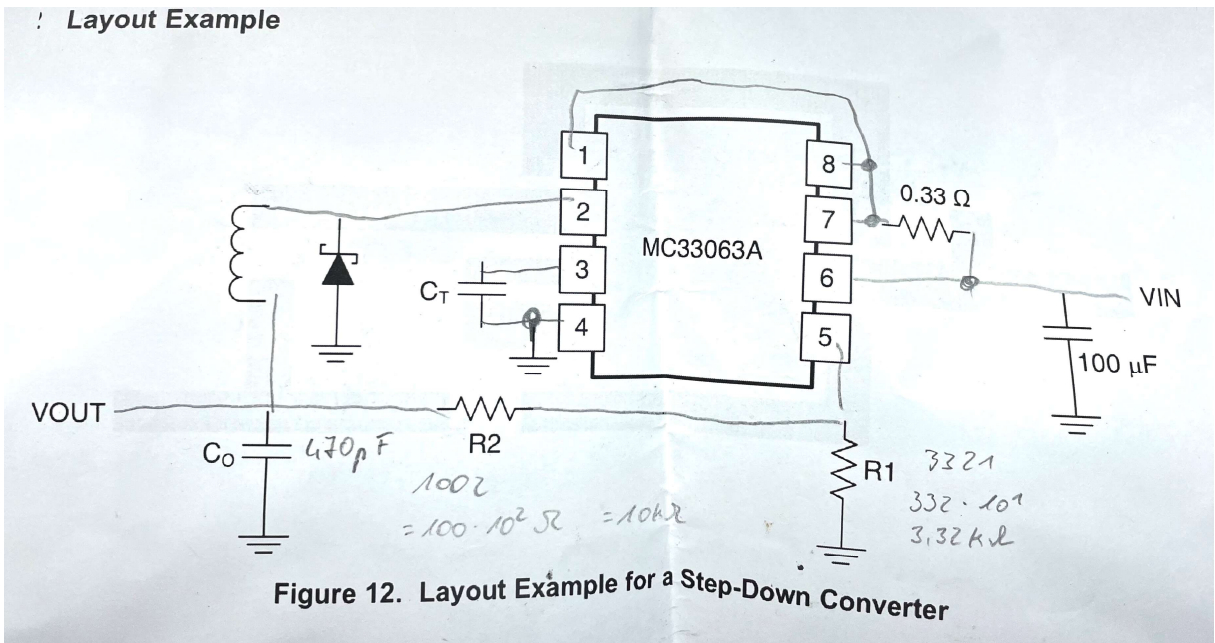 Layout Example
1
8
0.33 Ω
2
7
MC33063A
3
6
CT
VIN
4
5
100 µF
VOUT
CO
470pF
R2
R1
3321
1002
332 · 10¹
= 100 · 10² Ω = 10kΩ
3,32kΩ
Figure 12. Layout Example for a Step-Down Converter